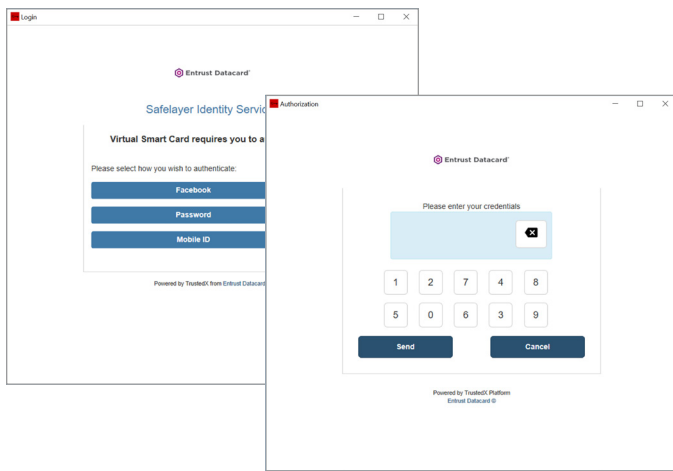 Login
Entrust Datacard
Safelayer Identity Servic
Virtual Smart Card requires you to a
Please select how you wish to authenticate:
Facebook
Password
Mobile ID
Powered by TrustedX from Entrust Datacard
Authorization
Entrust Datacard
Please enter your credentials
1 2 7 4 8
5 0 6 3 9
Send Cancel
Powered by TrustedX Platform
Entrust Datacard ©